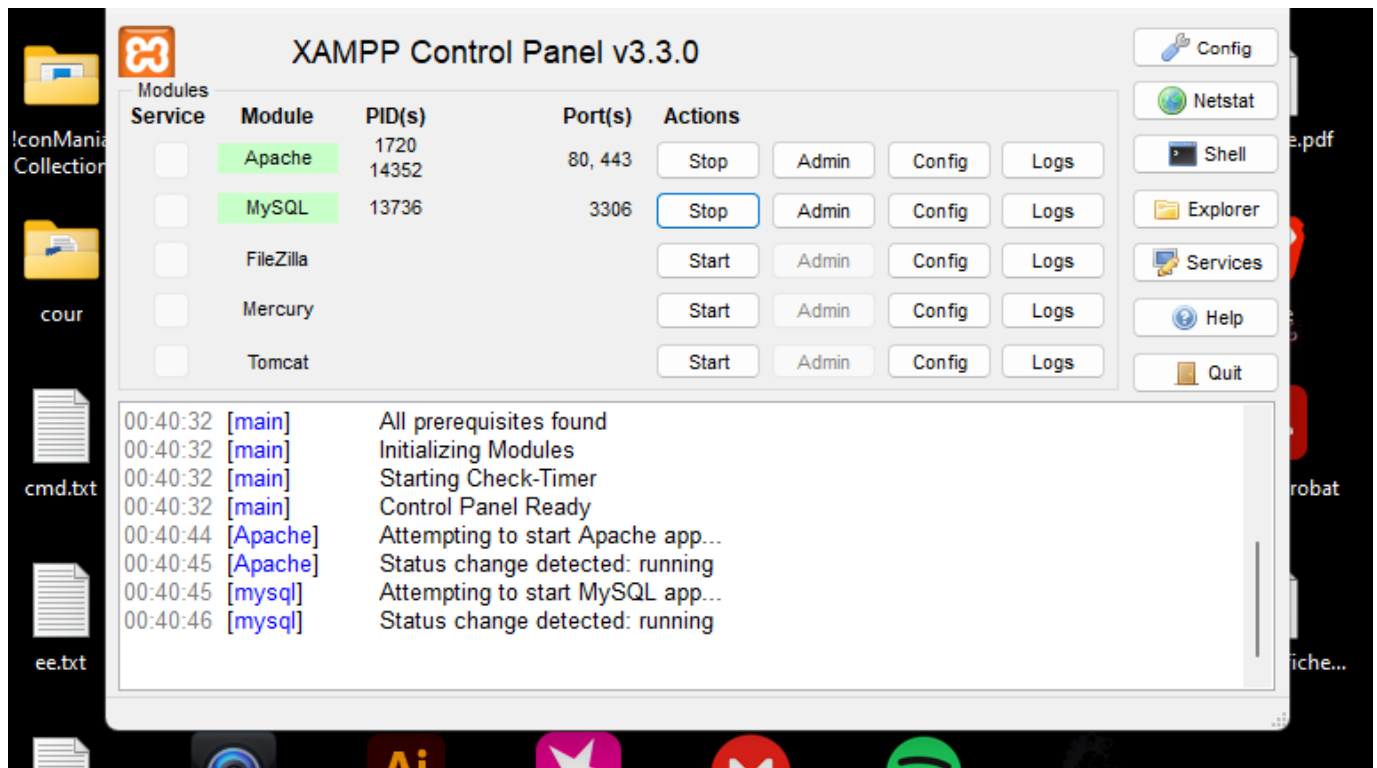 XAMPP Control Panel v3.3.0
Config
Modules
Service Module PID(s) Port(s) Actions
Netstat
Apache 1720 14352 80, 443 Stop Admin Config Logs
Shell
MySQL 13736 3306 Stop Admin Config Logs
Explorer
FileZilla Start Admin Config Logs
Services
Mercury Start Admin Config Logs
Help
Tomcat Start Admin Config Logs
Quit
00:40:32 [main] All prerequisites found
00:40:32 [main] Initializing Modules
00:40:32 [main] Starting Check-Timer
00:40:32 [main] Control Panel Ready
00:40:44 [Apache] Attempting to start Apache app...
00:40:45 [Apache] Status change detected: running
00:40:45 [mysql] Attempting to start MySQL app...
00:40:46 [mysql] Status change detected: running
!conMania
Collection
cour
cmd.txt
ee.txt
e.pdf
robat
iche...
Ai